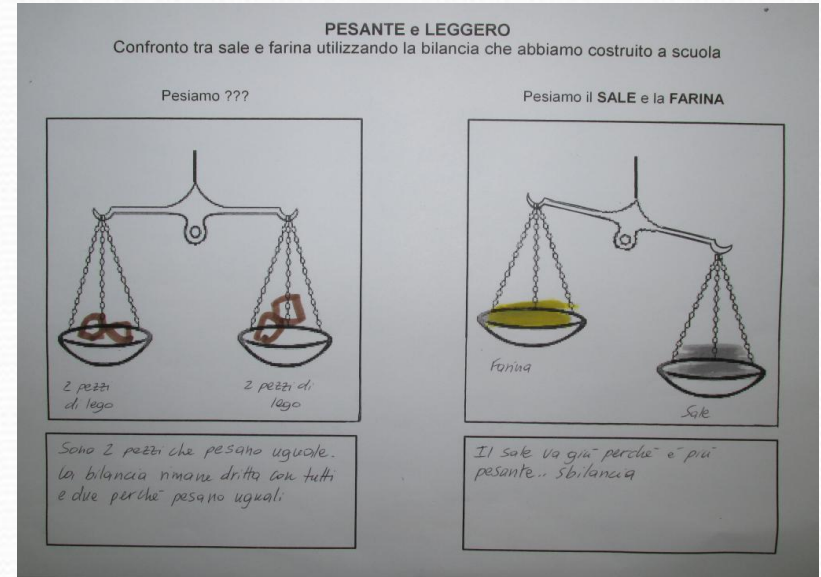 PESANTE e LEGGERO
Confronto tra sale e farina utilizzando la bilancia che abbiamo costruito a scuola
Pesiamo ???
2 pezzi
di lego
2 pezzi di
lego
Sono 2 pezzi che pesano uguale.
La bilancia rimane dritta con tutti
e due perché pesano uguali
Pesiamo il SALE e la FARINA
Farina
Sale
Il sale va giù perché è più
pesante.. sbilancia